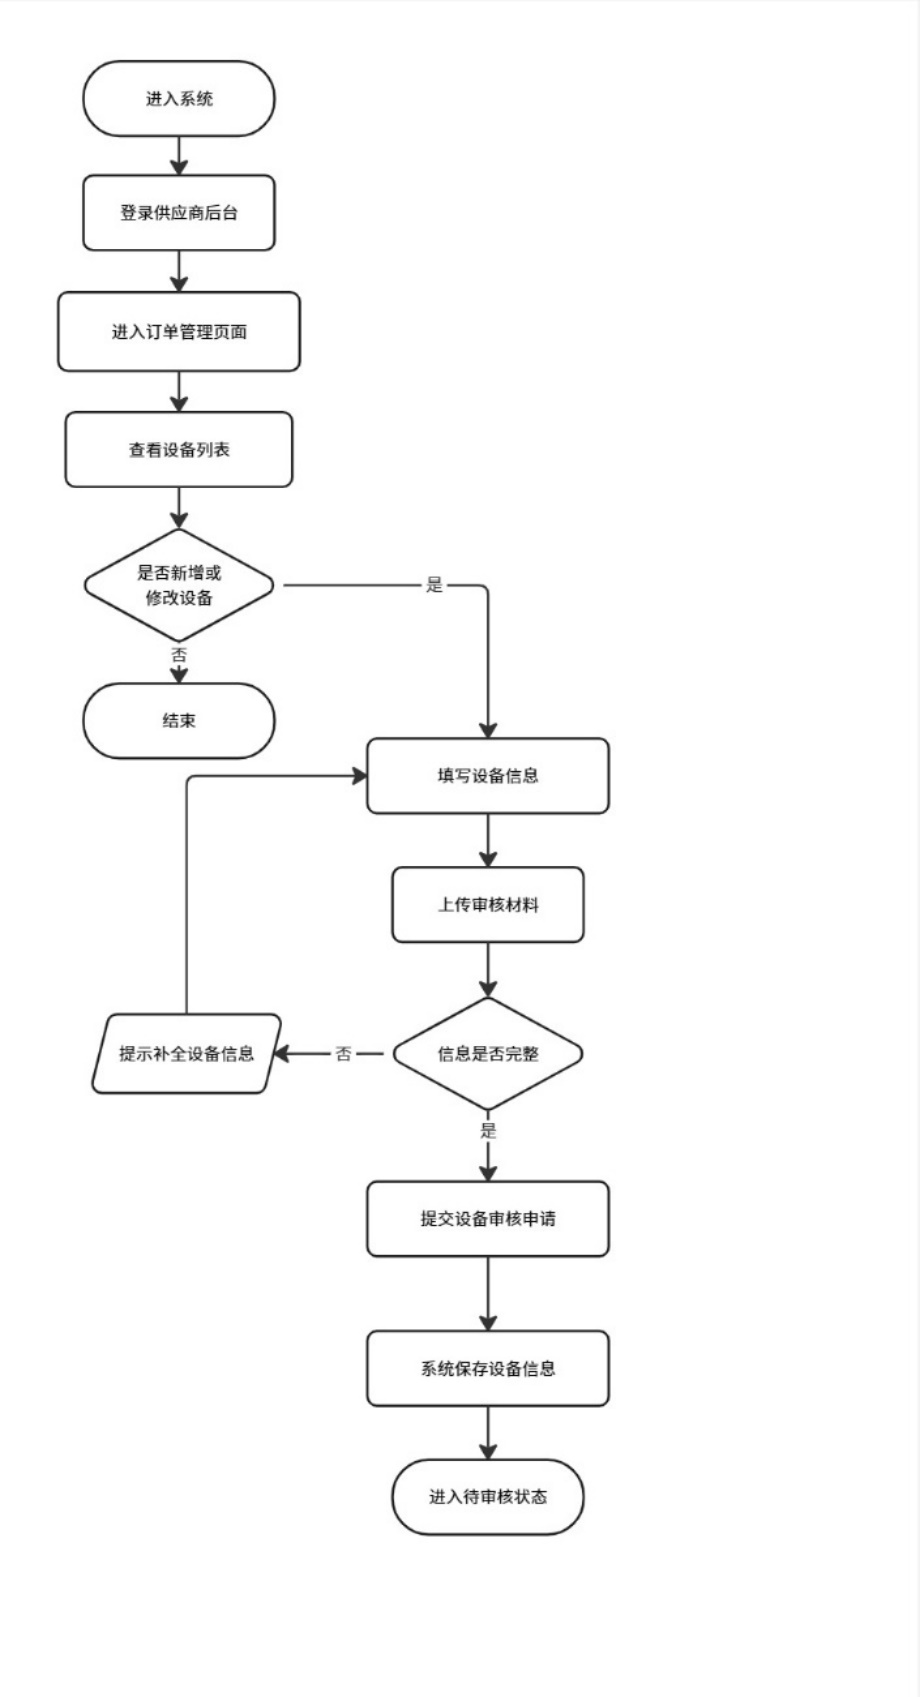 进入系统
登录供应商后台
进入订单管理页面
查看设备列表
是否新增或
修改设备
是
否
结束
填写设备信息
上传审核材料
提示补全设备信息
否
信息是否完整
是
提交设备审核申请
系统保存设备信息
进入待审核状态